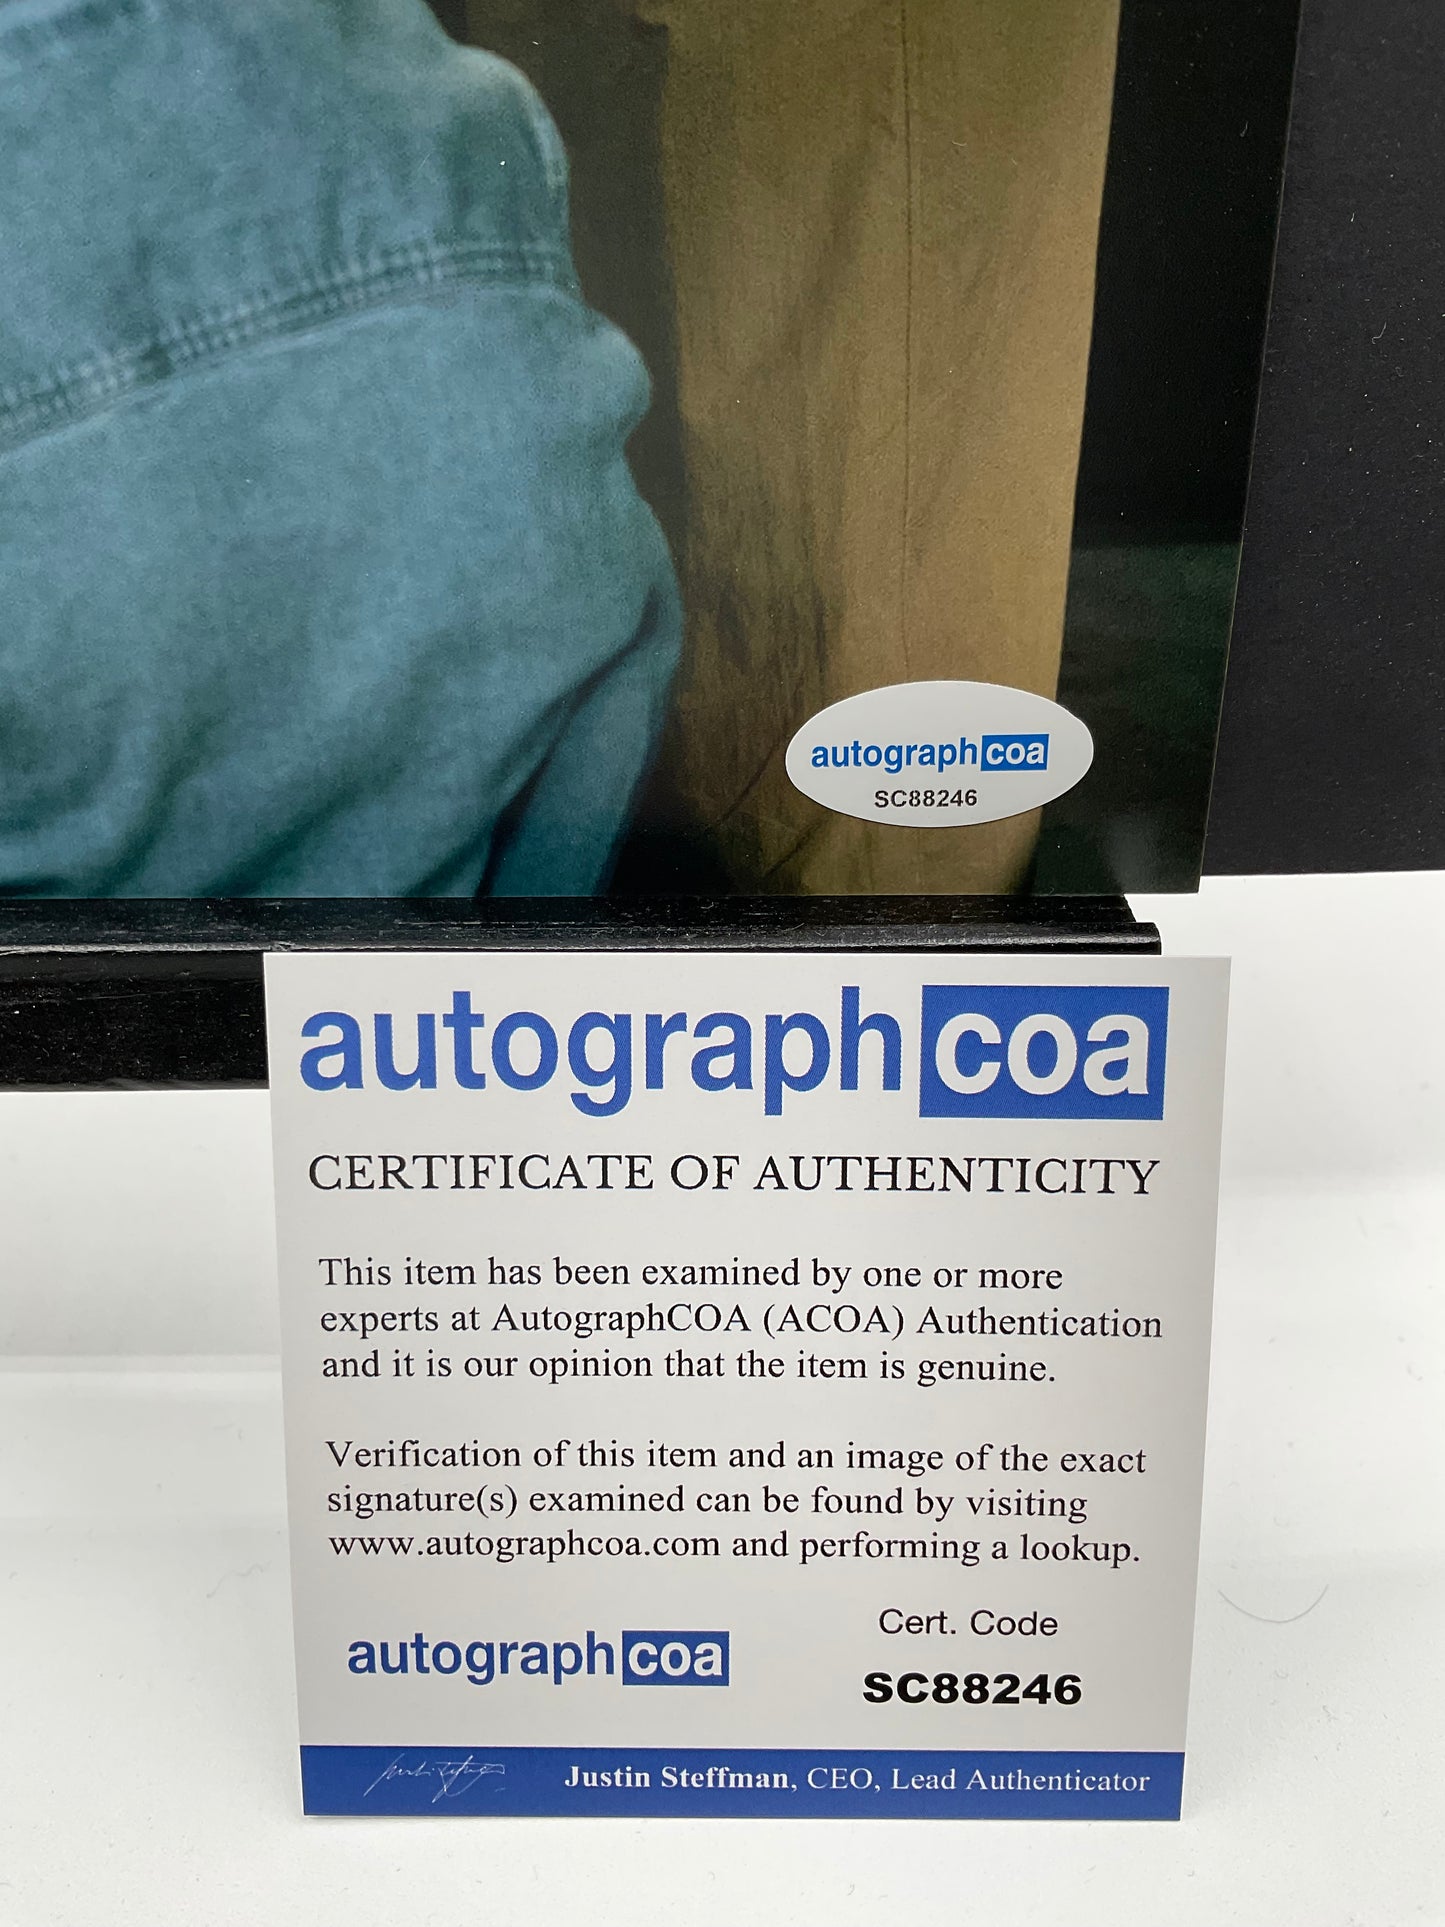 autographcoa
SC88246
autographcoa
CERTIFICATE OF AUTHENTICITY
This item has been examined by one or more
experts at AutographCOA (ACOA) Authentication
and it is our opinion that the item is genuine.
Verification of this item and an image of the exact
signature(s) examined can be found by visiting
www.autographcoa.com and performing a lookup.
Cert. Code
autographcoa
SC88246
Justin Steffman, CEO, Lead Authenticator